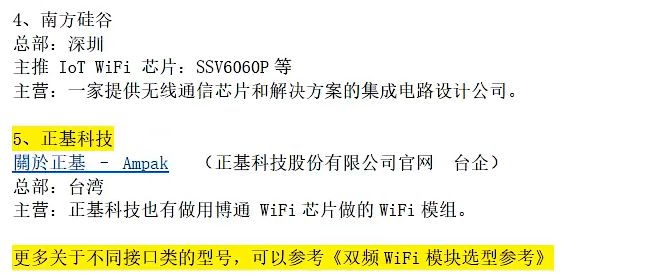 4、南方硅谷
总部：深圳
主推 IoT WiFi 芯片：SSV6060P 等
主营：一家提供无线通信芯片和解决方案的集成电路设计公司。
5、正基科技
關於正基 - Ampak （正基科技股份有限公司官网 台企）
总部：台湾
主营：正基科技也有做用博通 WiFi 芯片做的 WiFi 模组。
更多关于不同接口类的型号，可以参考《双频 WiFi 模块选型参考》